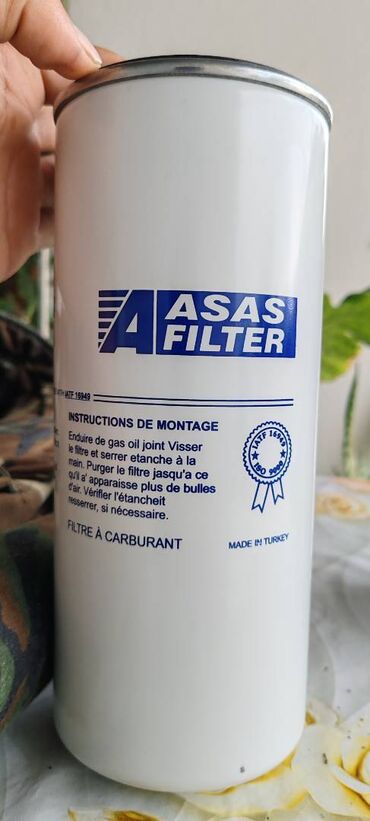 A ASAS
FILTER
IATF 16949
INSTRUCTIONS DE MONTAGE
Enduire de gas oil joint Visser
le filtre et serrer etanche à la
main. Purger le filtre jasqu'a ce
qu'il a' apparaisse plus de bulles
d'air. Vérifier l'étancheit
resserrer, si nécessaire.
FILTRE À CARBURANT
IATF 16949
ISO 9000
MADE IN TURKEY